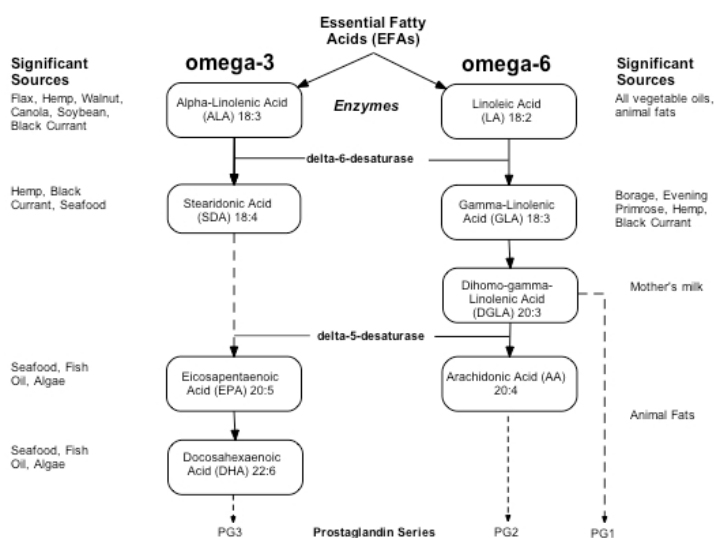 Essential Fatty
Acids (EFAs)
Significant
Sources
omega-3
omega-6
Significant
Sources
Flax, Hemp, Walnut,
Canola, Soybean,
Black Currant
Alpha-Linolenic Acid
(ALA) 18:3
Enzymes
Linoleic Acid
(LA) 18:2
All vegetable oils,
animal fats
delta-6-desaturase
Hemp, Black
Currant, Seafood
Stearidonic Acid
(SDA) 18:4
Gamma-Linolenic
Acid (GLA) 18:3
Borage, Evening
Primrose, Hemp,
Black Currant
Dihomo-gamma-
Linolenic Acid
(DGLA) 20:3
Mother's milk
delta-5-desaturase
Seafood, Fish
Oil, Algae
Eicosapentaenoic
Acid (EPA) 20:5
Arachidonic Acid (AA)
20:4
Animal Fats
Seafood, Fish
Oil, Algae
Docosahexaenoic
Acid (DHA) 22:6
PG3
Prostaglandin Series
PG2
PG1